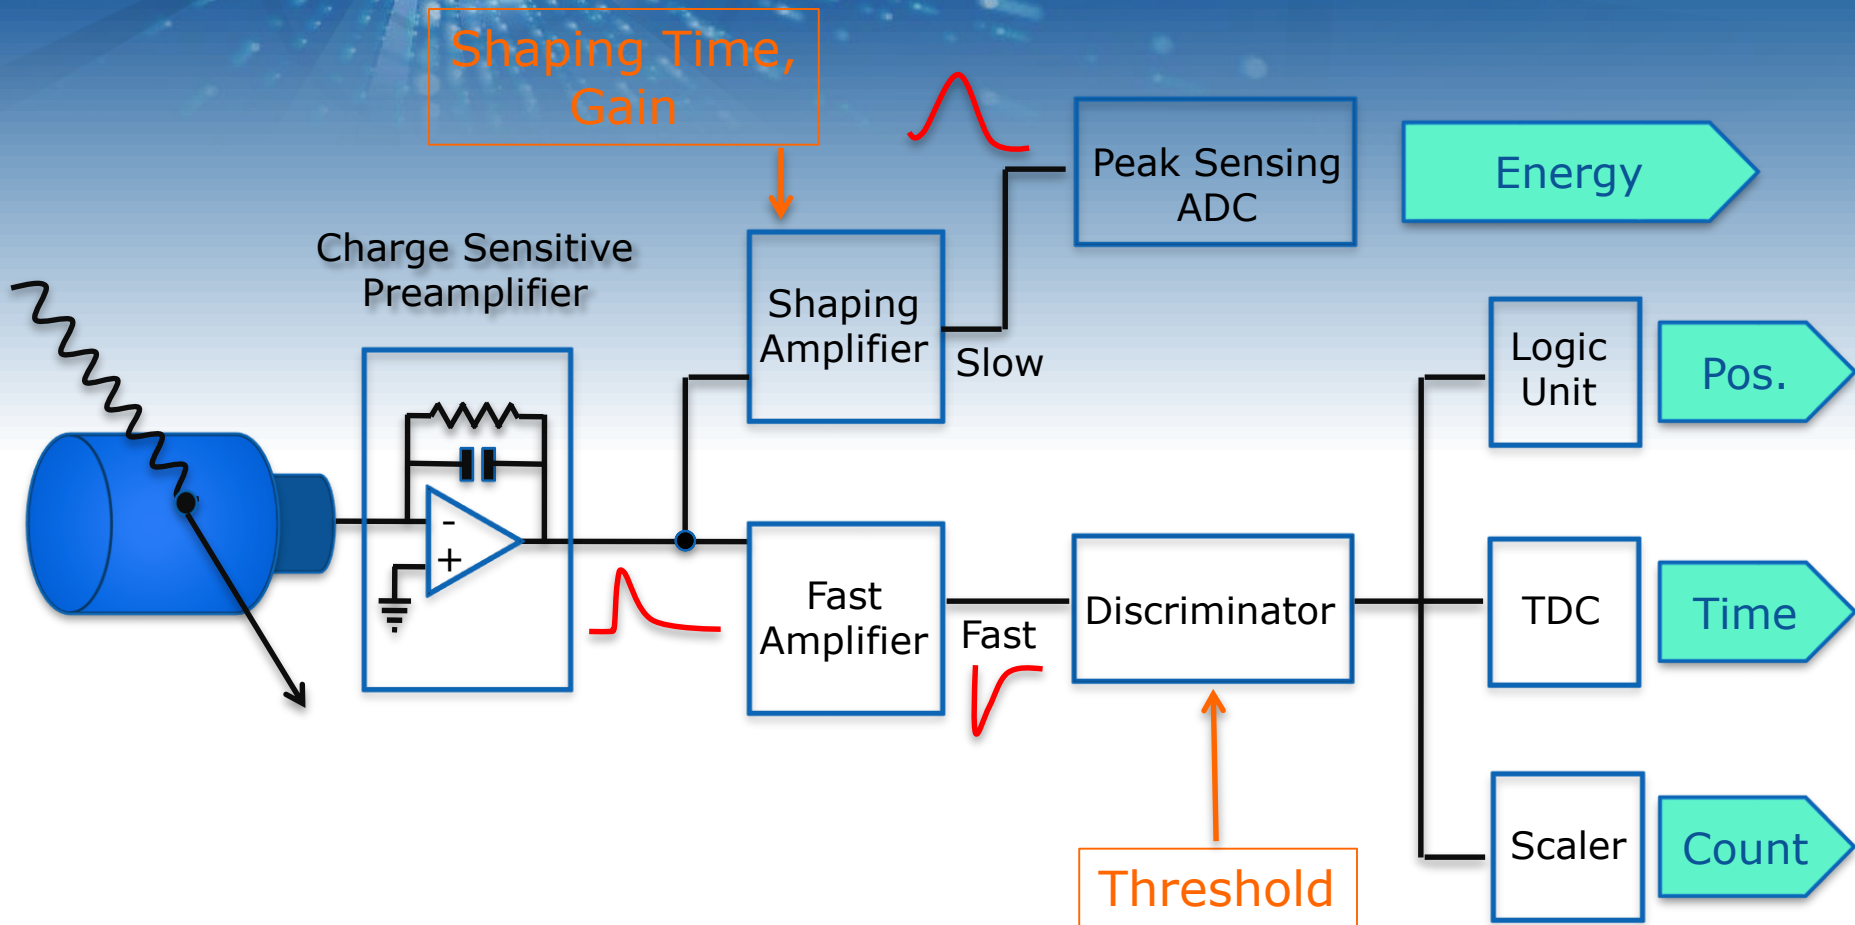 Shaping Time,
Gain
Peak Sensing
ADC
Energy
Charge Sensitive
Preamplifier
Shaping
Amplifier
Slow
Logic
Unit
Pos.
-
+
Fast
Amplifier
Fast
Discriminator
TDC
Time
Scaler
Count
Threshold